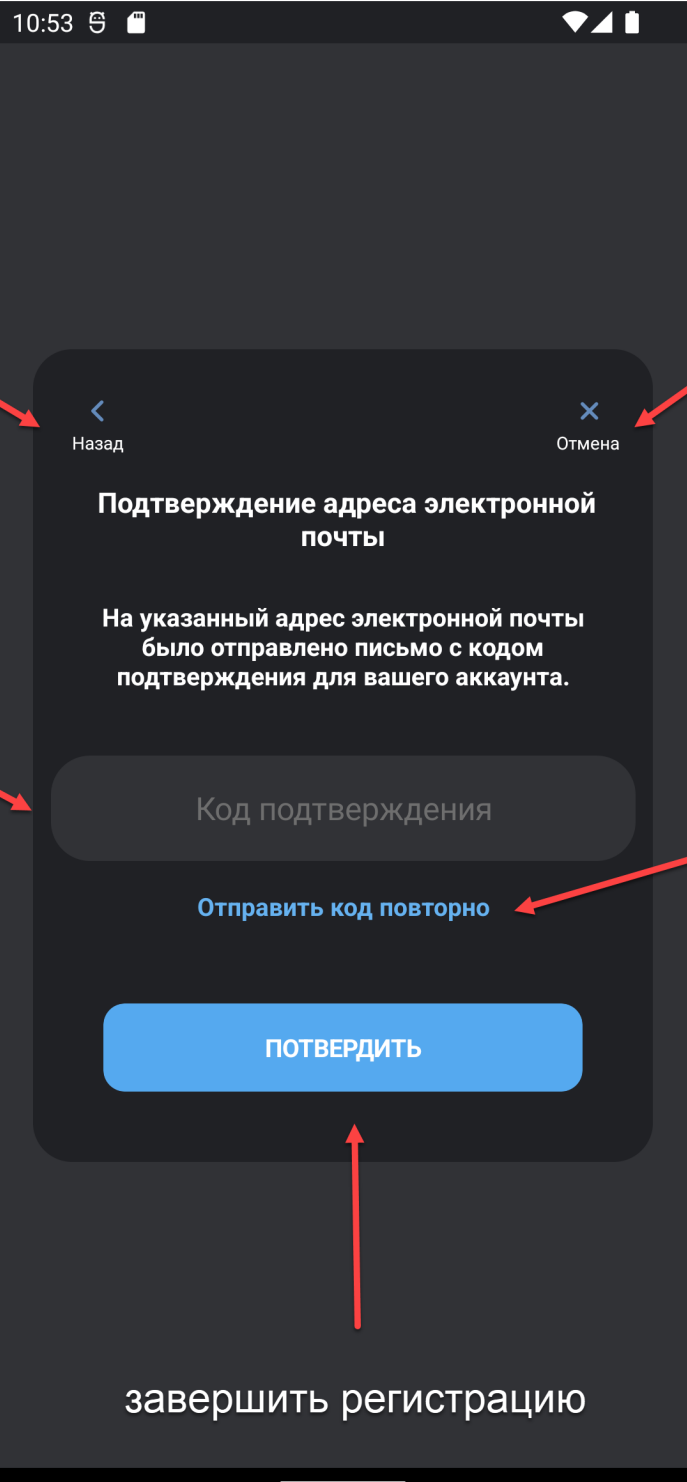 10:53
Назад
Отмена
Подтверждение адреса электронной
почты
На указанный адрес электронной почты
было отправлено письмо с кодом
подтверждения для вашего аккаунта.
Код подтверждения
Отправить код повторно
ПОТВЕРДИТЬ
завершить регистрацию